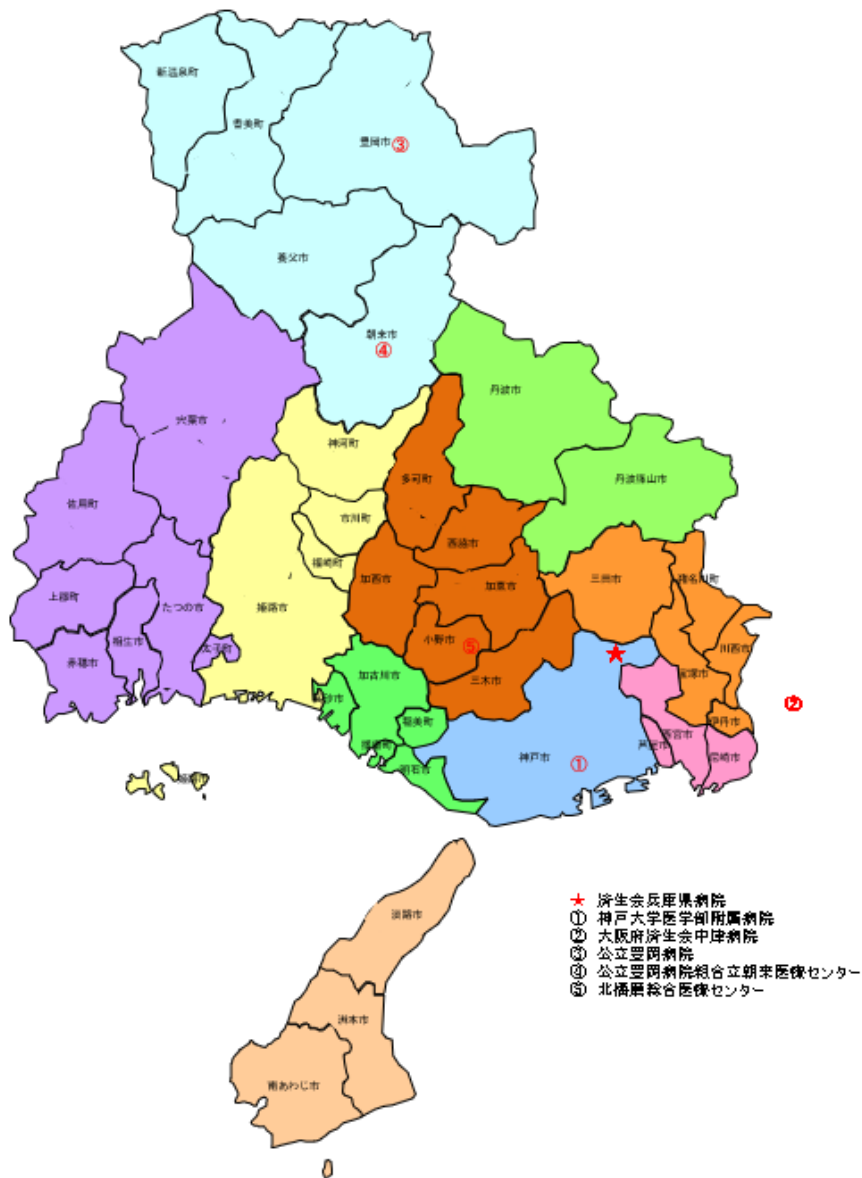 新温泉町
香美町
豊岡市③
養父市
朝来市
④
丹波市
宍粟市
神河町
多可町
丹波篠山市
佐用町
市川町
西脇市
福崎町
加西市
加東市
三田市
猪名川町
上郡町
たつの市
姫路市
相生市
小野市
⑤
太子町
川西市
赤穂市
加古川市
三木市
宝塚市
★
高砂市
稲美町
②
伊丹市
播磨町
神戸市
①
芦屋市
西宮市
尼崎市
明石市
姫路市
淡路市
洲本市
南あわじ市
★ 済生会兵庫県病院
① 神戸大学医学部附属病院
② 大阪府済生会中津病院
③ 公立豊岡病院
④ 公立豊岡病院組合立朝来医療センター
⑤ 北播磨総合医療センター